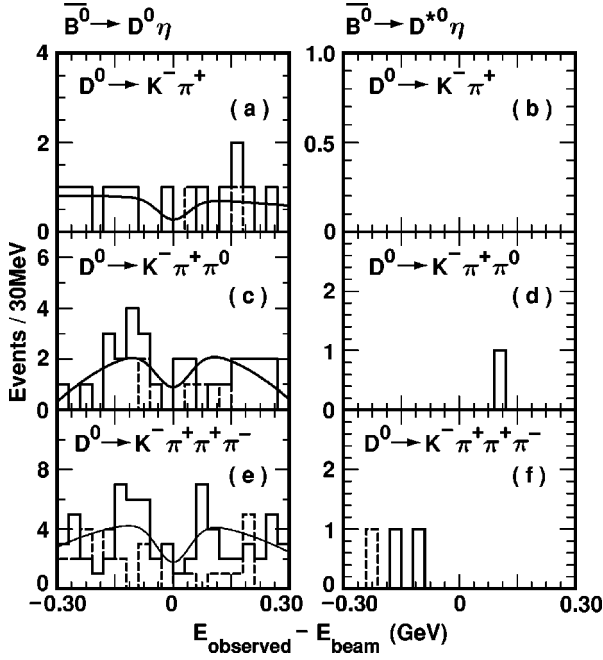 B̅⁰ → D⁰ η B̅⁰ → D*⁰ η
4 D⁰ → K⁻ π⁺ 1.0 D⁰ → K⁻ π⁺
(a) (b)
2 0.5
0 0
6 D⁰ → K⁻ π⁺ π⁰ D⁰ → K⁻ π⁺ π⁰
(c) (d)
4 2
2 1
0 0
D⁰ → K⁻ π⁺ π⁺ π⁻ D⁰ → K⁻ π⁺ π⁺ π⁻
8 (e) 2 (f)
4 1
0 0
Events / 30MeV
−0.30 0 0.30 −0.30 0 0.30
E_observed − E_beam (GeV)